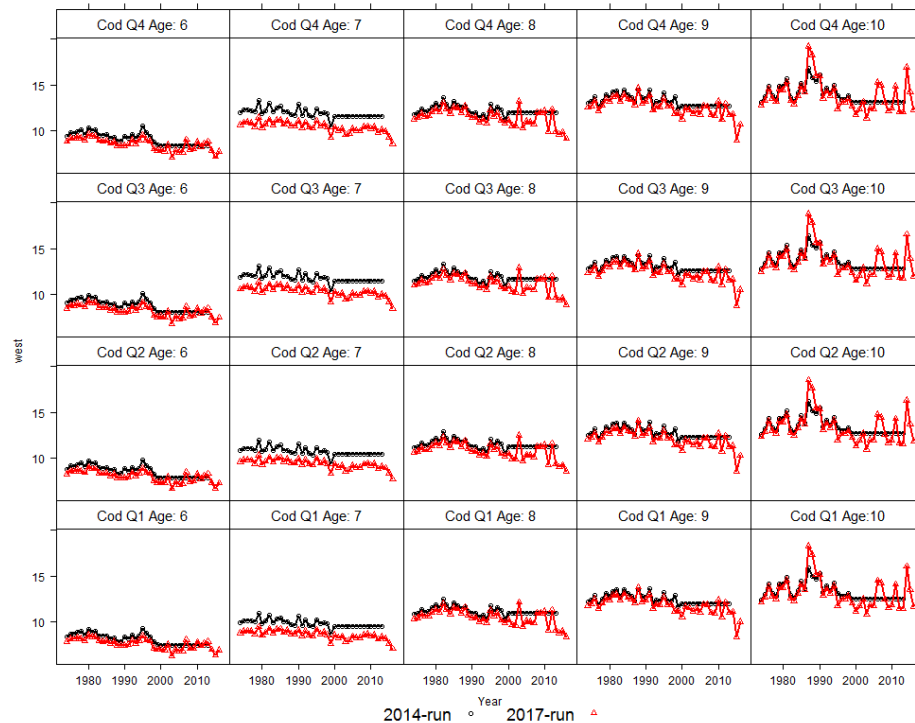 Cod Q4 Age: 6 Cod Q4 Age: 7 Cod Q4 Age: 8 Cod Q4 Age: 9 Cod Q4 Age:10
15
10
Cod Q3 Age: 6 Cod Q3 Age: 7 Cod Q3 Age: 8 Cod Q3 Age: 9 Cod Q3 Age:10
15
10
west
Cod Q2 Age: 6 Cod Q2 Age: 7 Cod Q2 Age: 8 Cod Q2 Age: 9 Cod Q2 Age:10
15
10
Cod Q1 Age: 6 Cod Q1 Age: 7 Cod Q1 Age: 8 Cod Q1 Age: 9 Cod Q1 Age:10
15
10
1980 1990 2000 2010 1980 1990 2000 2010 1980 1990 2000 2010 1980 1990 2000 2010 1980 1990 2000 2010
Year
2014-run 2017-run